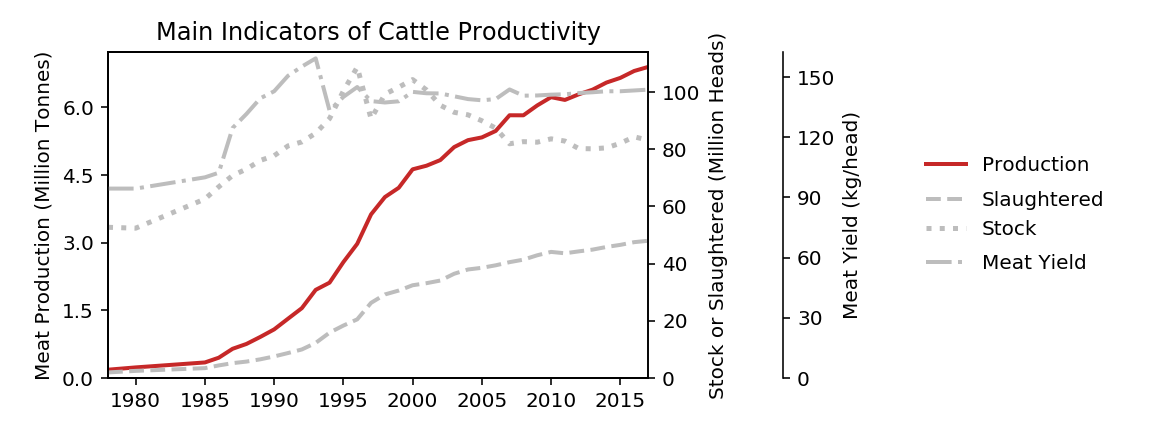 Main Indicators of Cattle Productivity
Meat Production (Million Tonnes)
6.0
4.5
3.0
1.5
0.0
1980 1985 1990 1995 2000 2005 2010 2015
100
80
60
40
20
0
Stock or Slaughtered (Million Heads)
150
120
90
60
30
0
Meat Yield (kg/head)
Production
Slaughtered
Stock
Meat Yield